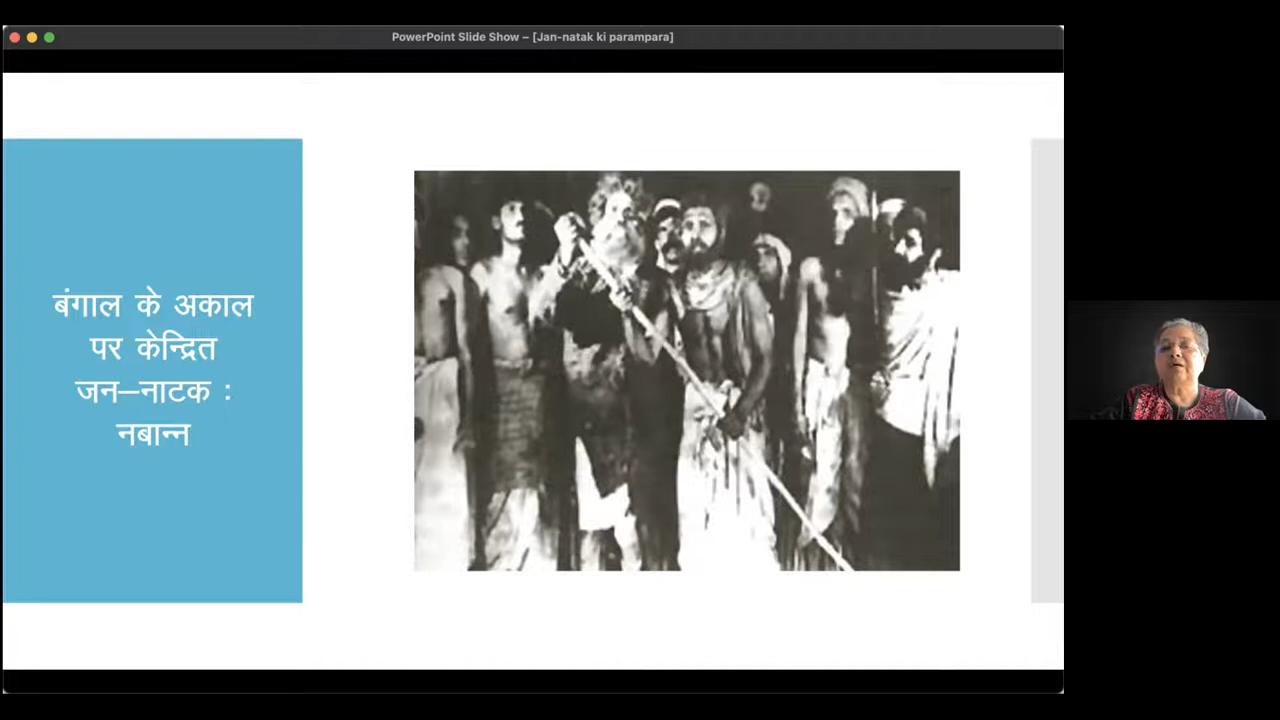 PowerPoint Slide Show – [Jan-natak ki parampara]
बंगाल के अकाल
पर केन्द्रित
जन–नाटक :
नबान्न